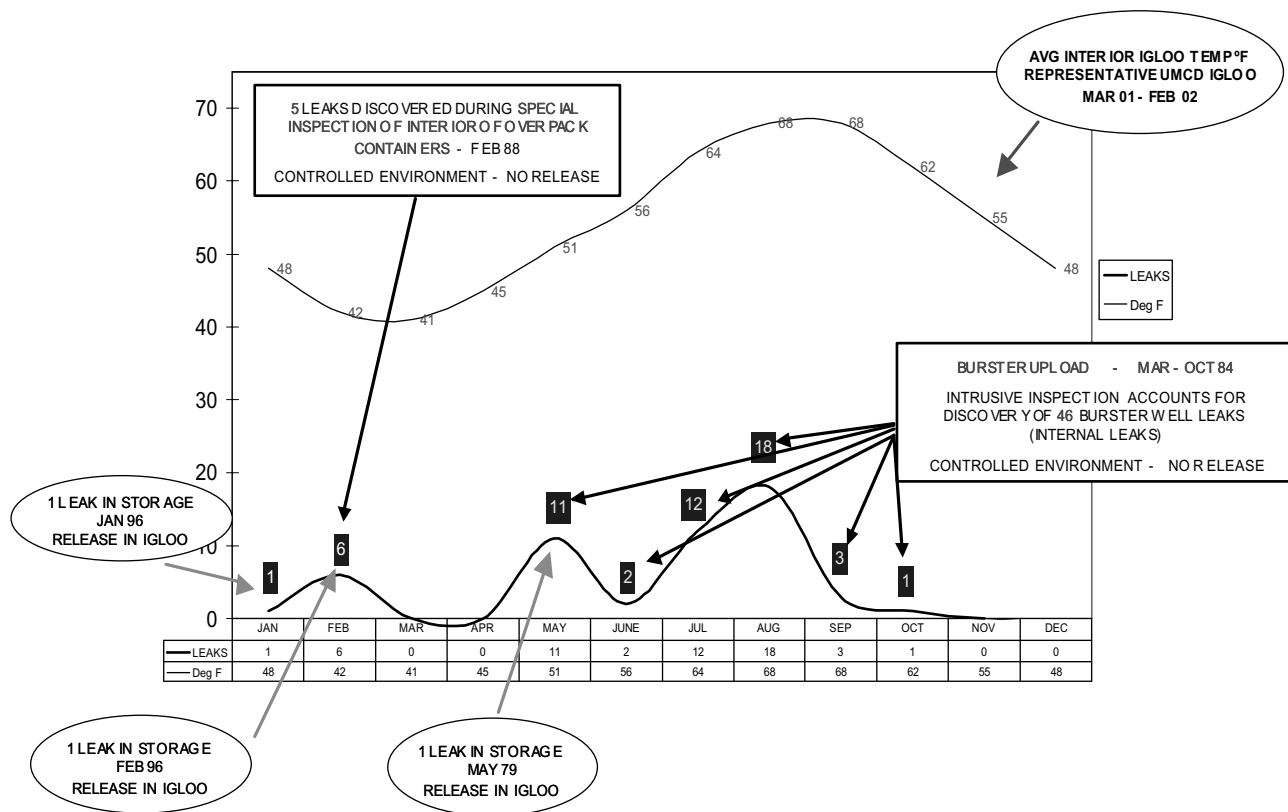 AVG INTERIOR IGLOO TEMP ºF
REPRESENTATIVE UMCD IGLOO
MAR 01 - FEB 02
5 LEAKS DISCOVERED DURING SPECIAL
INSPECTION OF INTERIOR OF OVER PACK
CONTAINERS - FEB 88
CONTROLLED ENVIRONMENT - NO RELEASE
70
60
50
40
30
20
10
0
48
42
41
45
51
56
64
68
68
62
55
48
LEAKS
Deg F
BURSTER UPLOAD - MAR - OCT 84
INTRUSIVE INSPECTION ACCOUNTS FOR
DISCOVERY OF 46 BURSTER WELL LEAKS
(INTERNAL LEAKS)
CONTROLLED ENVIRONMENT - NO RELEASE
1 LEAK IN STORAGE
JAN 96
RELEASE IN IGLOO
1
6
11
2
12
18
3
1
JAN FEB MAR APR MAY JUNE JUL AUG SEP OCT NOV DEC
LEAKS 1 6 0 0 11 2 12 18 3 1 0 0
Deg F 48 42 41 45 51 56 64 68 68 62 55 48
1 LEAK IN STORAGE
FEB 96
RELEASE IN IGLOO
1 LEAK IN STORAGE
MAY 79
RELEASE IN IGLOO